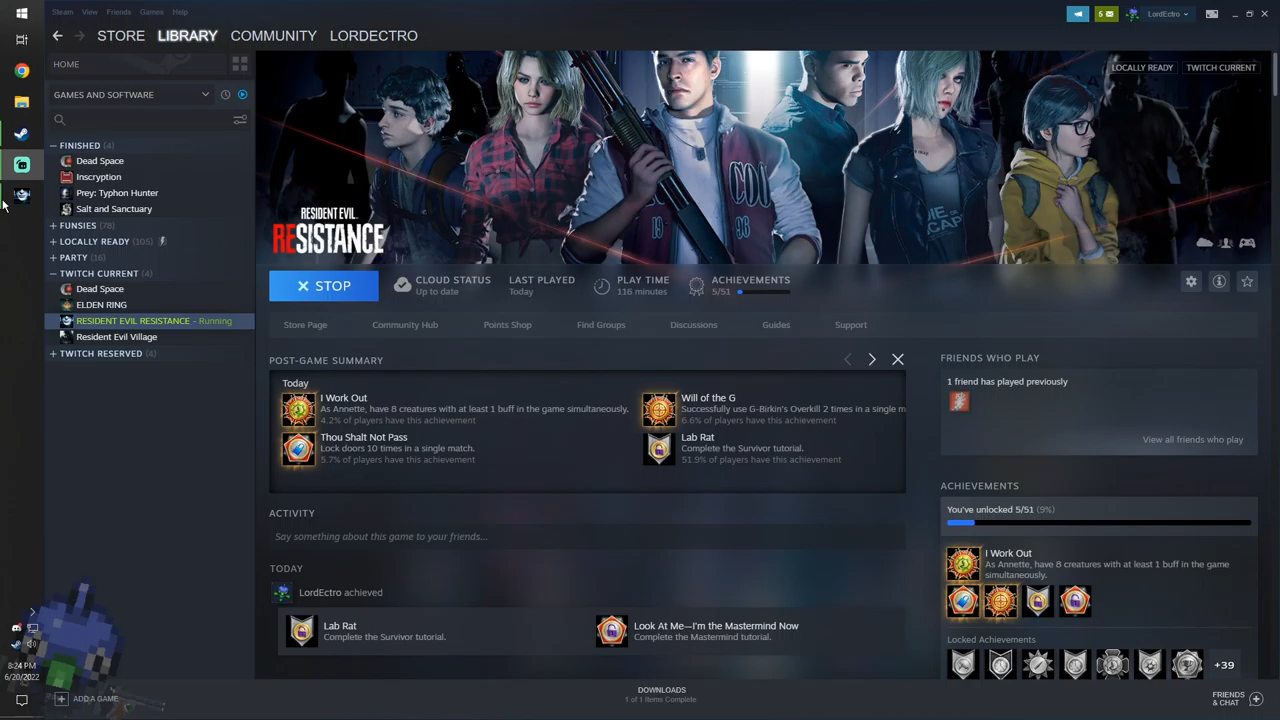 Steam View Friends Games Help
5
LordEctro
STORE LIBRARY COMMUNITY LORDECTRO
HOME
GAMES AND SOFTWARE
FINISHED (4)
Dead Space
Inscryption
Prey: Typhon Hunter
Salt and Sanctuary
FUNSIES (78)
LOCALLY READY (105)
PARTY (16)
TWITCH CURRENT (4)
Dead Space
ELDEN RING
RESIDENT EVIL RESISTANCE - Running
Resident Evil Village
TWITCH RESERVED (4)
LOCALLY READY TWITCH CURRENT
RESIDENT EVIL
RESISTANCE
STOP
CLOUD STATUS
Up to date
LAST PLAYED
Today
PLAY TIME
116 minutes
ACHIEVEMENTS
5/51
Store Page Community Hub Points Shop Find Groups Discussions Guides Support
POST-GAME SUMMARY
Today
I Work Out
As Annette, have 8 creatures with at least 1 buff in the game simultaneously.
4.2% of players have this achievement
Will of the G
Successfully use G-Birkin's Overkill 2 times in a single m
6.6% of players have this achievement
Thou Shalt Not Pass
Lock doors 10 times in a single match.
5.7% of players have this achievement
Lab Rat
Complete the Survivor tutorial.
51.9% of players have this achievement
ACTIVITY
Say something about this game to your friends...
TODAY
LordEctro achieved
Lab Rat
Complete the Survivor tutorial.
Look At Me—I'm the Mastermind Now
Complete the Mastermind tutorial.
FRIENDS WHO PLAY
1 friend has played previously
View all friends who play
ACHIEVEMENTS
You've unlocked 5/51 (9%)
I Work Out
As Annette, have 8 creatures with at least 1 buff in the game
simultaneously.
Locked Achievements
+39
8:24 PM
6/20/2022
ADD A GAME
DOWNLOADS
1 of 1 Items Complete
FRIENDS
& CHAT